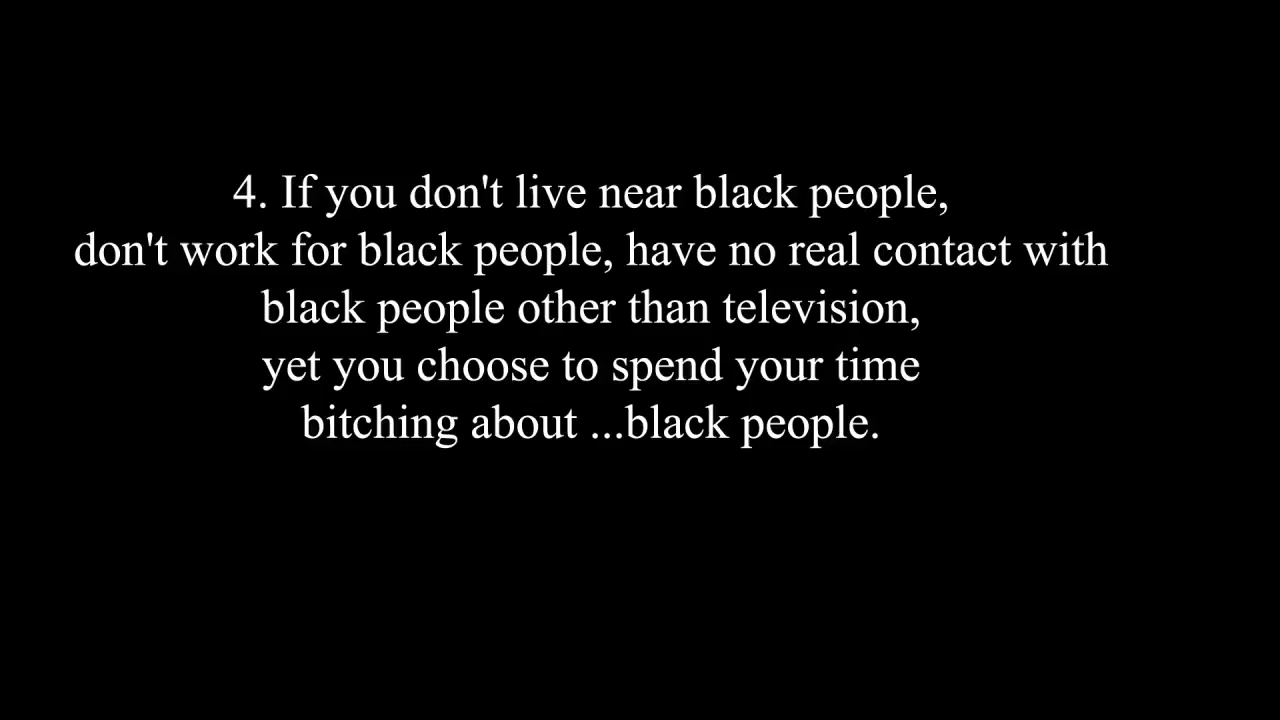 4. If you don't live near black people,
don't work for black people, have no real contact with
black people other than television,
yet you choose to spend your time
bitching about ...black people.